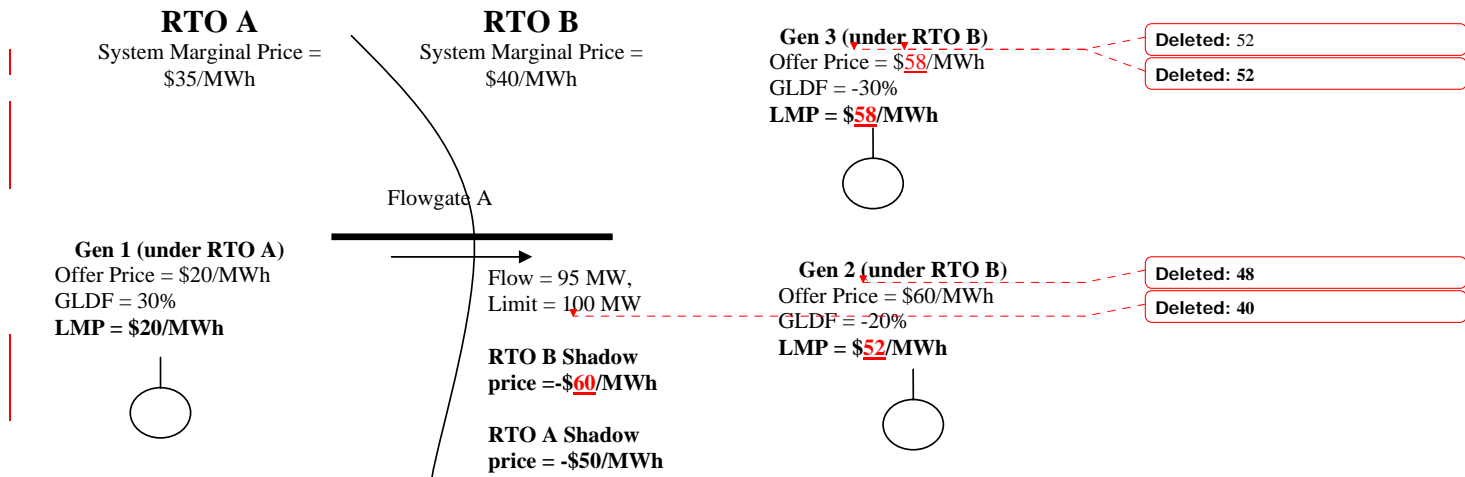 RTO A
System Marginal Price =
$35/MWh
RTO B
System Marginal Price =
$40/MWh
Gen 3 (under RTO B)
Offer Price = $58/MWh
GLDF = -30%
LMP = $58/MWh
Deleted: 52
Deleted: 52
Flowgate A
Gen 1 (under RTO A)
Offer Price = $20/MWh
GLDF = 30%
LMP = $20/MWh
Flow = 95 MW,
Limit = 100 MW
RTO B Shadow
price =-$60/MWh
RTO A Shadow
price = -$50/MWh
Gen 2 (under RTO B)
Offer Price = $60/MWh
GLDF = -20%
LMP = $52/MWh
Deleted: 48
Deleted: 40